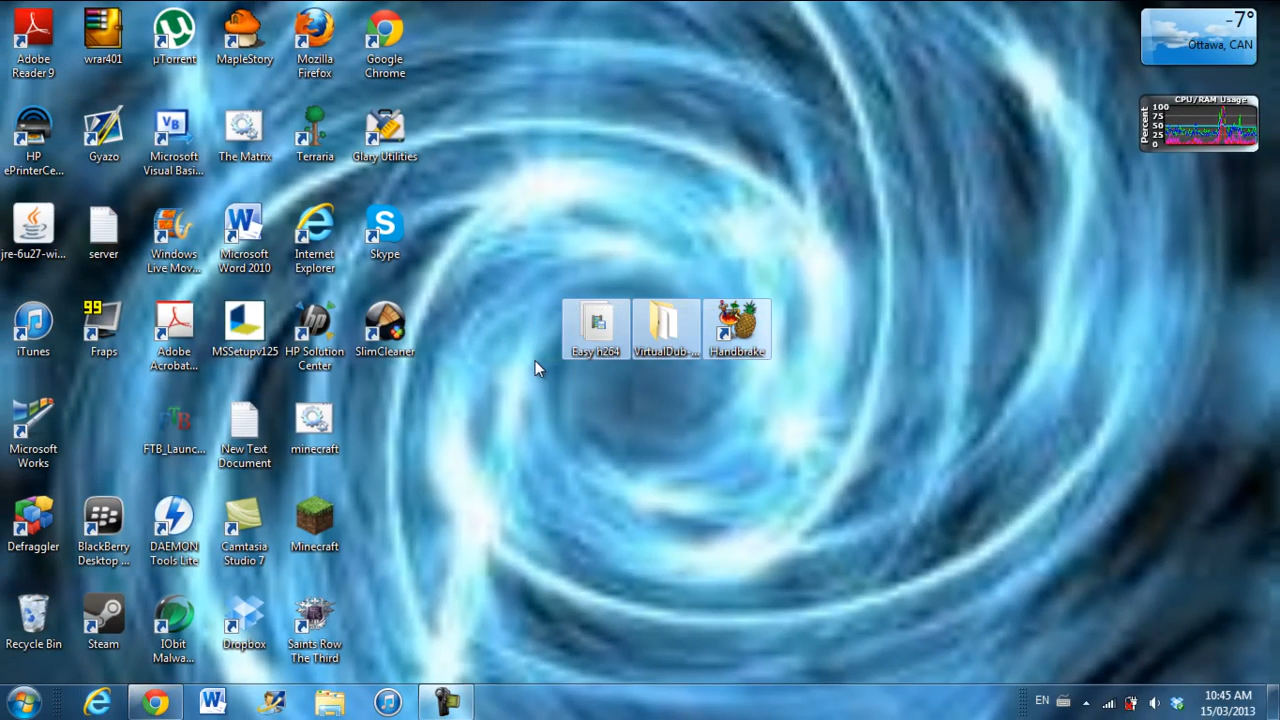 Adobe
Reader 9
wrar401
µTorrent
MapleStory
Mozilla
Firefox
Google
Chrome
HP
ePrinterCe...
Gyazo
VB
Microsoft
Visual Basi...
The Matrix
Terraria
Glary Utilities
jre-6u27-wi...
server
Windows
Live Mov...
Microsoft
Word 2010
Internet
Explorer
Skype
iTunes
99
Fraps
Adobe
Acrobat...
MSSetupv125
HP Solution
Center
SlimCleaner
Easy h264
VirtualDub-...
Handbrake
Microsoft
Works
FTB_Launc...
New Text
Document
minecraft
Defraggler
BlackBerry
Desktop ...
DAEMON
Tools Lite
Camtasia
Studio 7
Minecraft
Recycle Bin
Steam
IObit
Malwa...
Dropbox
Saints Row
The Third
-7°
Ottawa, CAN
CPU/RAM Usage
Percent
100
75
50
25
0
EN
10:45 AM
15/03/2013